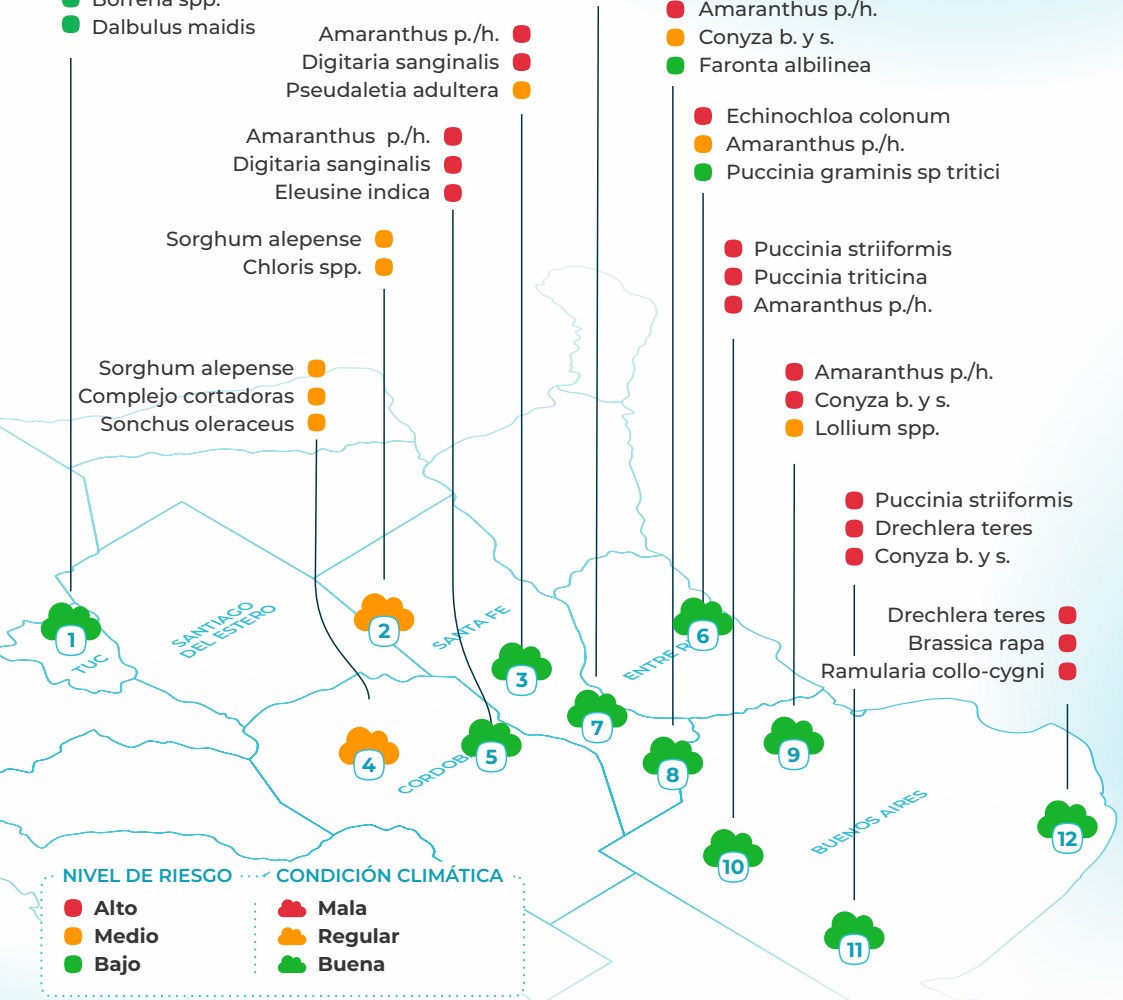 Borreria spp.
Dalbulus maidis
Amaranthus p./h.
Digitaria sanginalis
Pseudaletia adultera
Amaranthus p./h.
Conyza b. y s.
Faronta albilinea
Amaranthus p./h.
Digitaria sanginalis
Eleusine indica
Echinochloa colonum
Amaranthus p./h.
Puccinia graminis sp tritici
Sorghum alepense
Chloris spp.
Puccinia striiformis
Puccinia triticina
Amaranthus p./h.
Sorghum alepense
Complejo cortadoras
Sonchus oleraceus
Amaranthus p./h.
Conyza b. y s.
Lollium spp.
Puccinia striiformis
Drechlera teres
Conyza b. y s.
Drechlera teres
Brassica rapa
Ramularia collo-cygni
1
TUC
SANTIAGO
DEL ESTERO
2
SANTA FE
3
ENTRE R
6
7
4
CORDOB
5
8
9
10
BUENOS AIRES
11
12
NIVEL DE RIESGO
Alto
Medio
Bajo
CONDICIÓN CLIMÁTICA
Mala
Regular
Buena